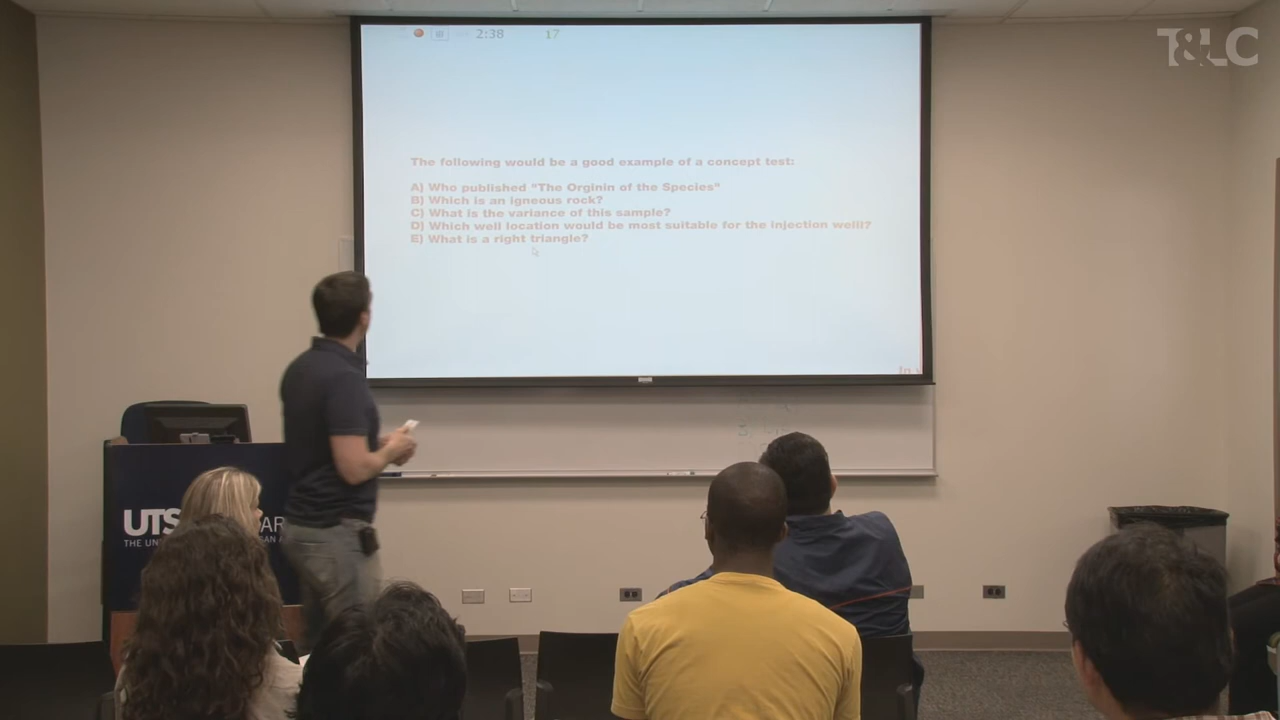 T&LC
2:38 17
The following would be a good example of a concept test:
A) Who published "The Orginin of the Species"
B) Which is an igneous rock?
C) What is the variance of this sample?
D) Which well location would be most suitable for the injection welll?
E) What is a right triangle?
UTS
THE